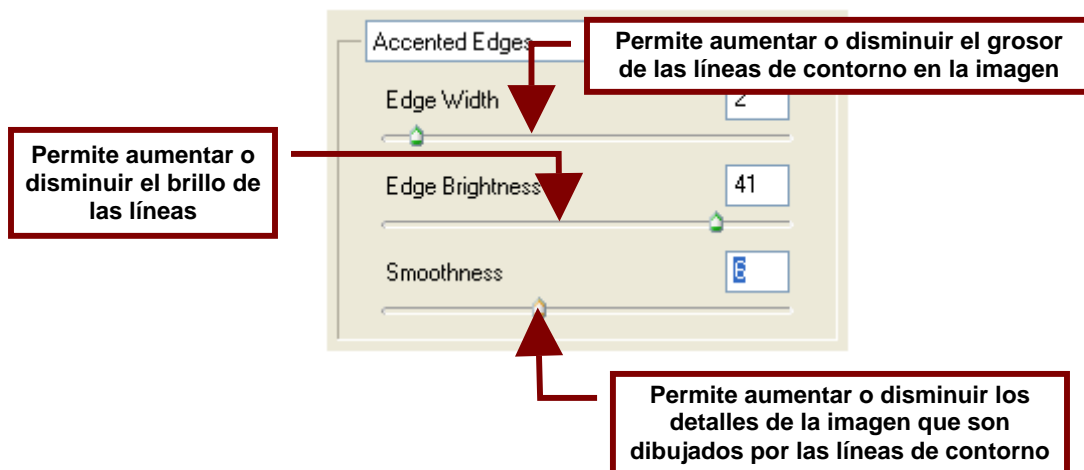 Accented Edges
Permite aumentar o disminuir el grosor
de las líneas de contorno en la imagen
Edge Width
2
Permite aumentar o
disminuir el brillo de
las líneas
Edge Brightness
41
Smoothness
6
Permite aumentar o disminuir los
detalles de la imagen que son
dibujados por las líneas de contorno